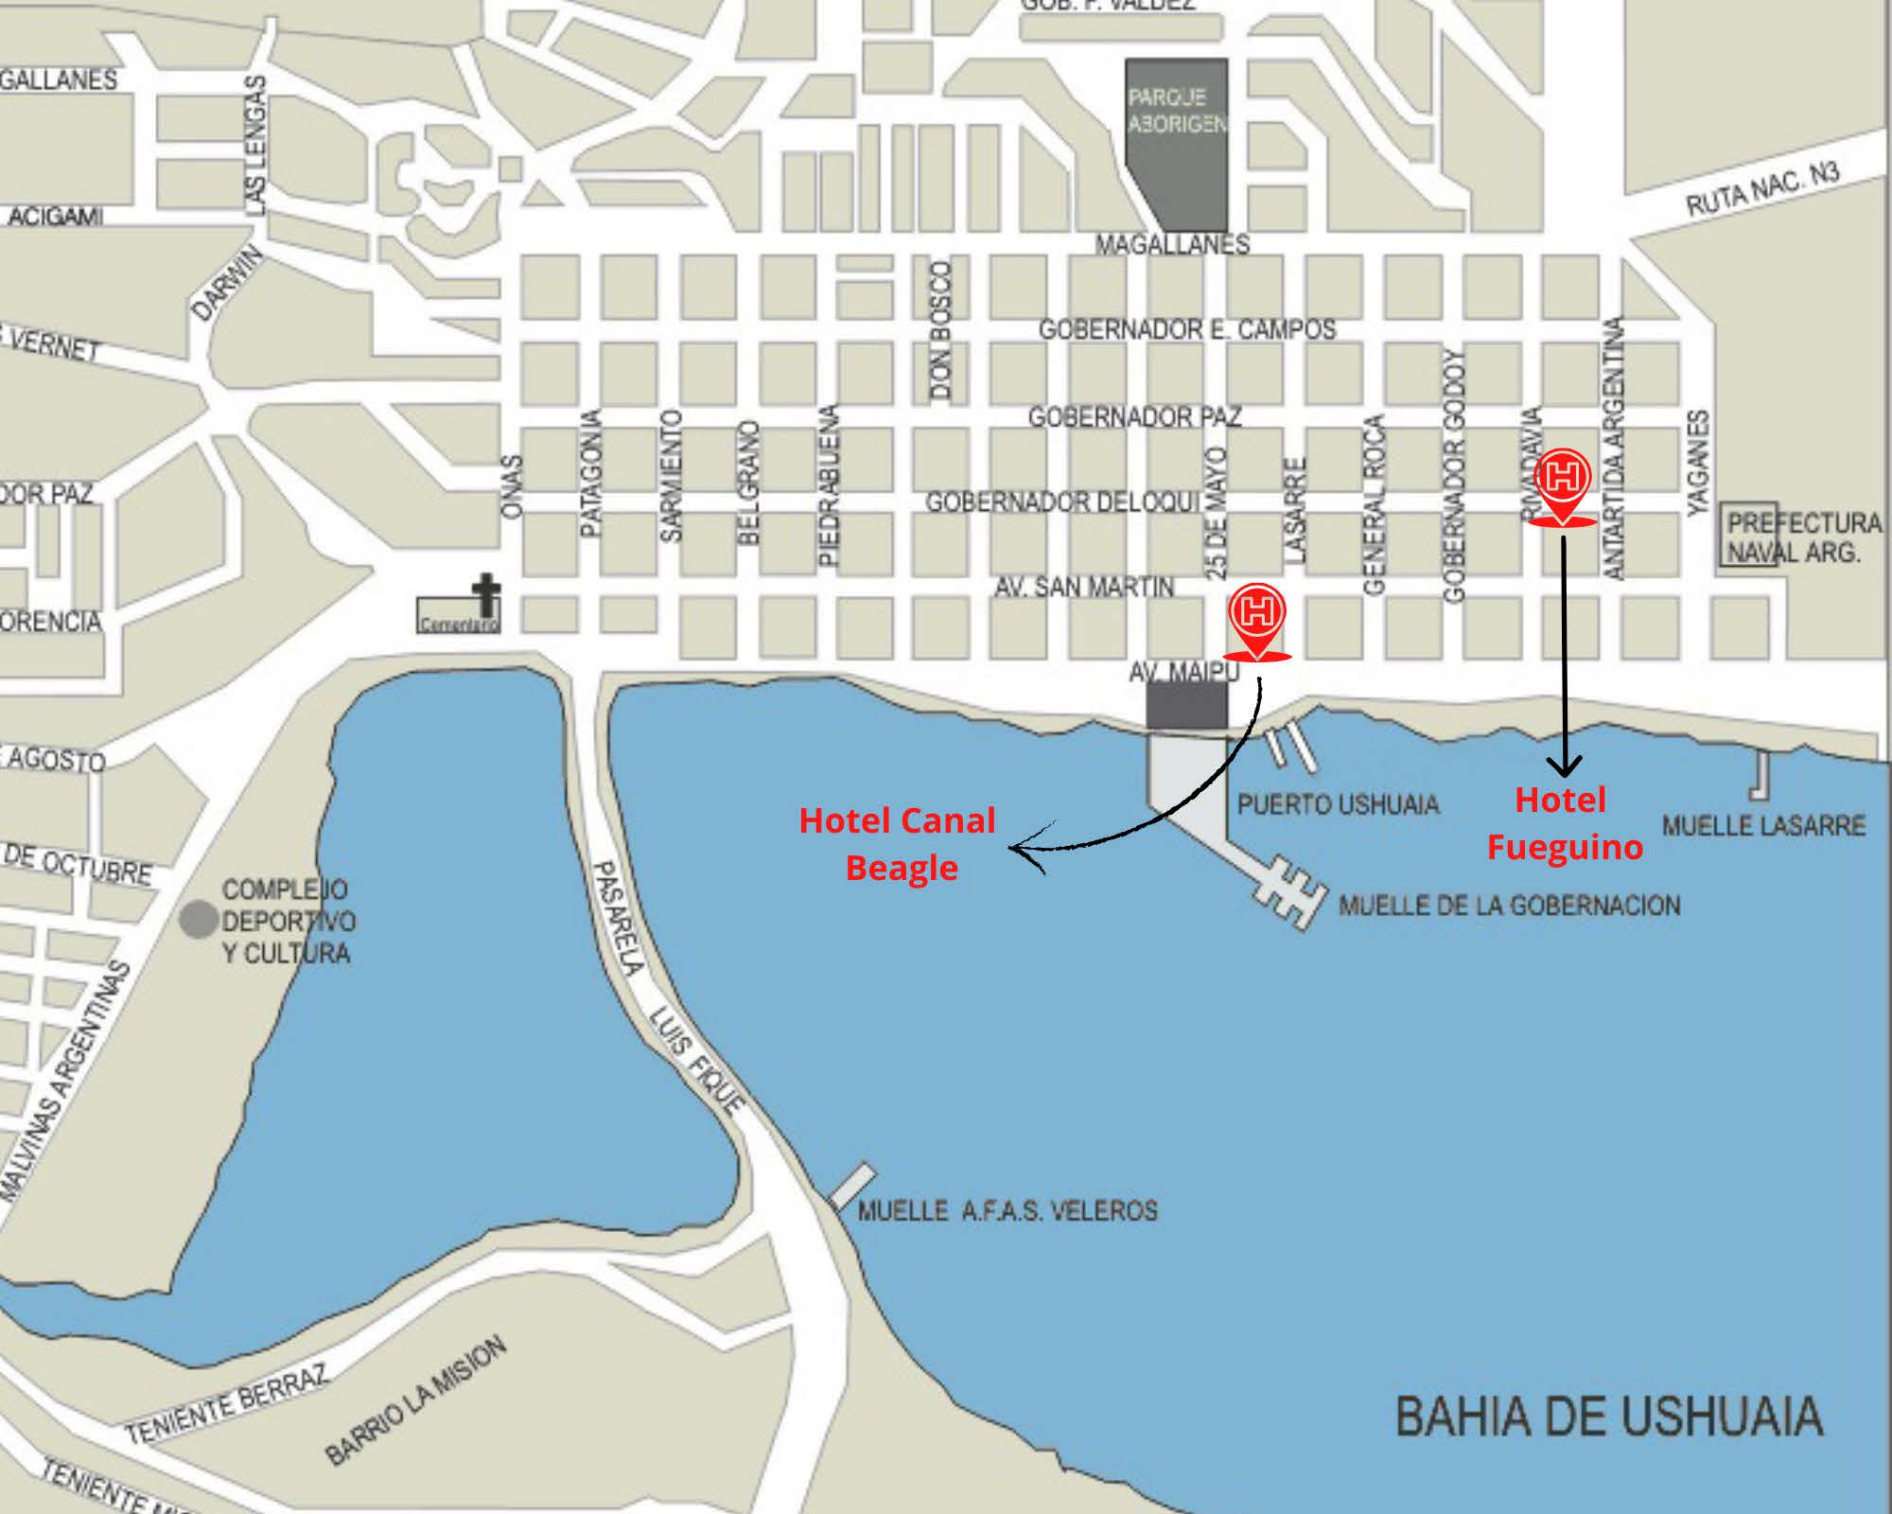 GOB. F. VALDEZ
GALLANES
LAS LENGAS
PARQUE
ABORIGEN
RUTA NAC. N3
ACIGAMI
MAGALLANES
DARWIN
DON BOSCO
GOBERNADOR E. CAMPOS
S VERNET
GOBERNADOR PAZ
ONAS
PATAGONIA
SARMIENTO
BELGRANO
PIEDRABUENA
25 DE MAYO
LASARRE
GENERAL ROCA
GOBERNADOR GODOY
RIVADAVIA
ANTARTIDA ARGENTINA
YAGANES
DOR PAZ
GOBERNADOR DELOQUI
PREFECTURA
NAVAL ARG.
AV. SAN MARTIN
H
H
ORENCIA
Cementerio
AV. MAIPU
E AGOSTO
Hotel Canal
Beagle
PUERTO USHUAIA
Hotel
Fueguino
MUELLE LASARRE
DE OCTUBRE
COMPLEJO
DEPORTIVO
Y CULTURA
PASARELA LUIS FIQUE
MUELLE DE LA GOBERNACION
MALVINAS ARGENTINAS
MUELLE A.F.A.S. VELEROS
TENIENTE BERRAZ
BARRIO LA MISION
BAHIA DE USHUAIA
TENIENTE